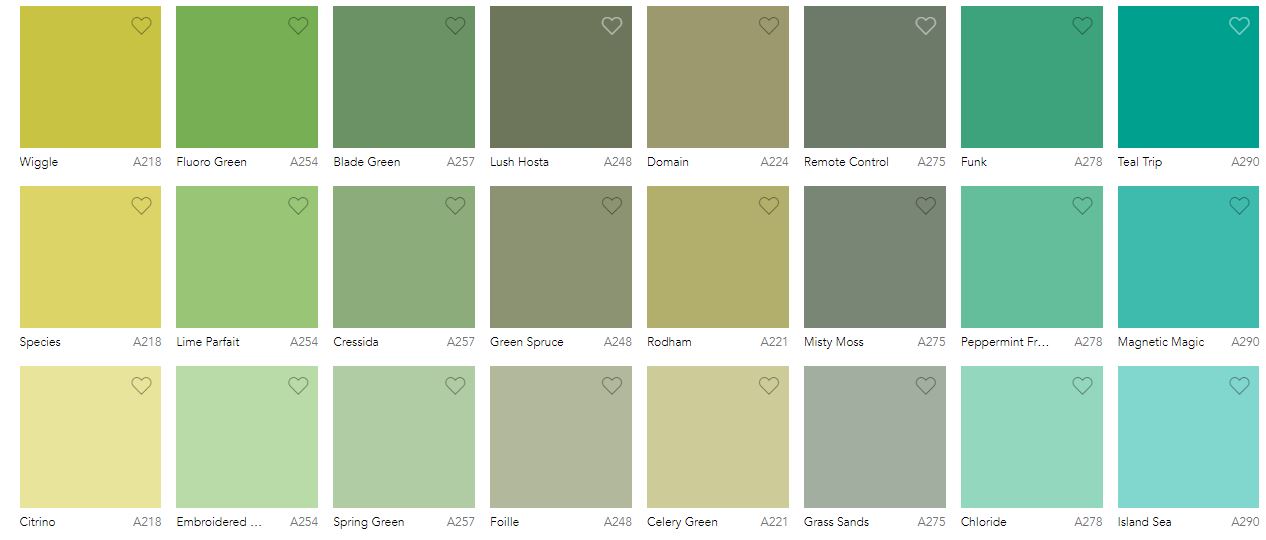 Wiggle A218 Fluoro Green A254 Blade Green A257 Lush Hosta A248 Domain A224 Remote Control A275 Funk A278 Teal Trip A290
Species A218 Lime Parfait A254 Cressida A257 Green Spruce A248 Rodham A221 Misty Moss A275 Peppermint Fr... A278 Magnetic Magic A290
Citrino A218 Embroidered ... A254 Spring Green A257 Foille A248 Celery Green A221 Grass Sands A275 Chloride A278 Island Sea A290